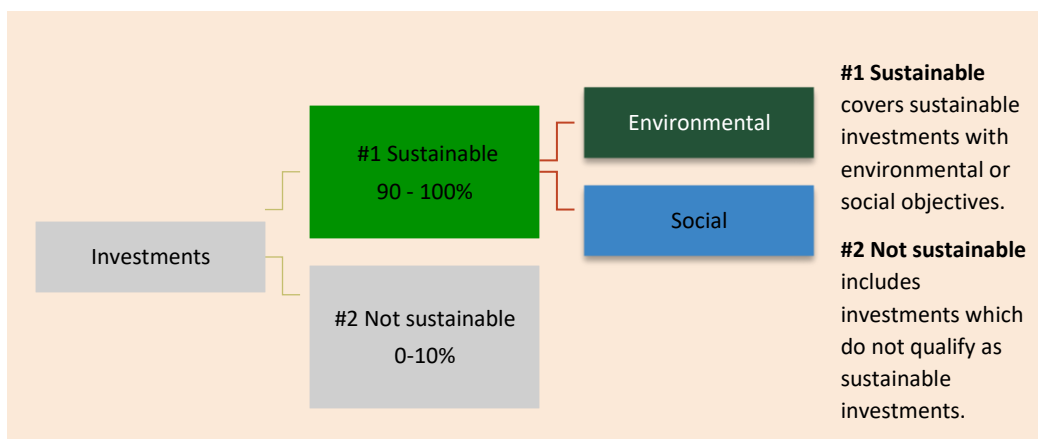 Investments
#1 Sustainable
90 - 100%
#2 Not sustainable
0-10%
Environmental
Social
#1 Sustainable
covers sustainable
investments with
environmental or
social objectives.
#2 Not sustainable
includes
investments which
do not qualify as
sustainable
investments.